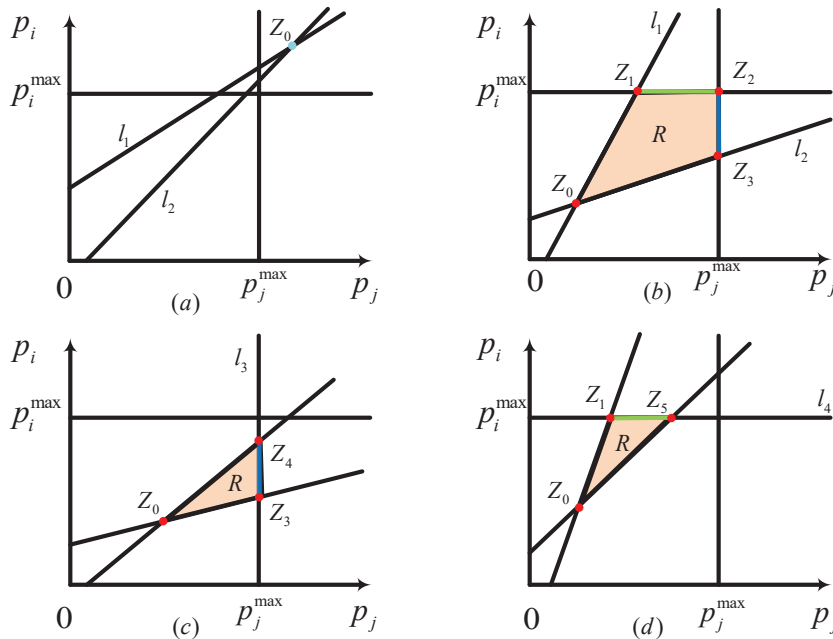 p_i
Z_0
p_i^max
l_1
l_2
0
p_j^max
p_j
(a)
p_i
l_1
Z_1
Z_2
p_i^max
R
Z_0
Z_3
l_2
0
p_j^max
p_j
(b)
p_i
l_3
p_i^max
Z_4
Z_0
R
Z_3
0
p_j^max
p_j
(c)
p_i
Z_1
Z_5
p_i^max
l_4
R
Z_0
0
p_j^max
p_j
(d)